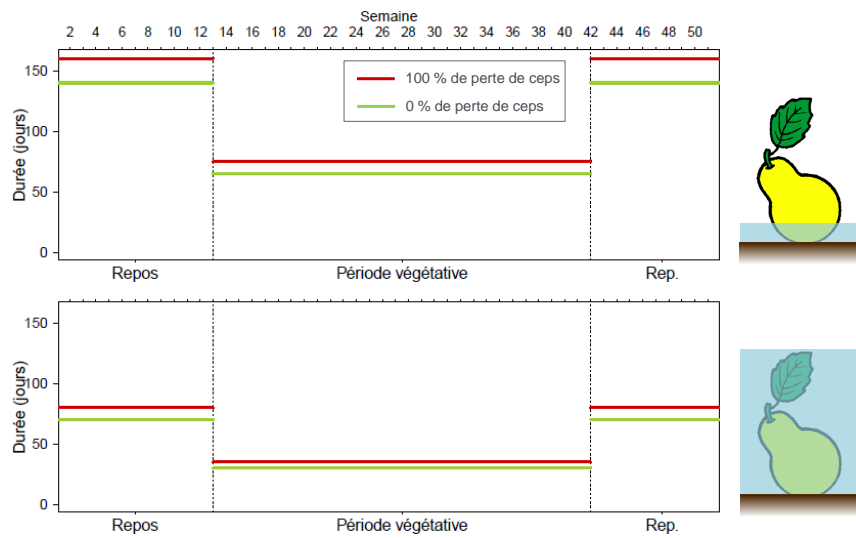 Semaine
2 4 6 8 10 12 14 16 18 20 22 24 26 28 30 32 34 36 38 40 42 44 46 48 50
Durée (jours)
150
100
50
0
100 % de perte de ceps
0 % de perte de ceps
Repos Période végétative Rep.
Durée (jours)
150
100
50
0
Repos Période végétative Rep.